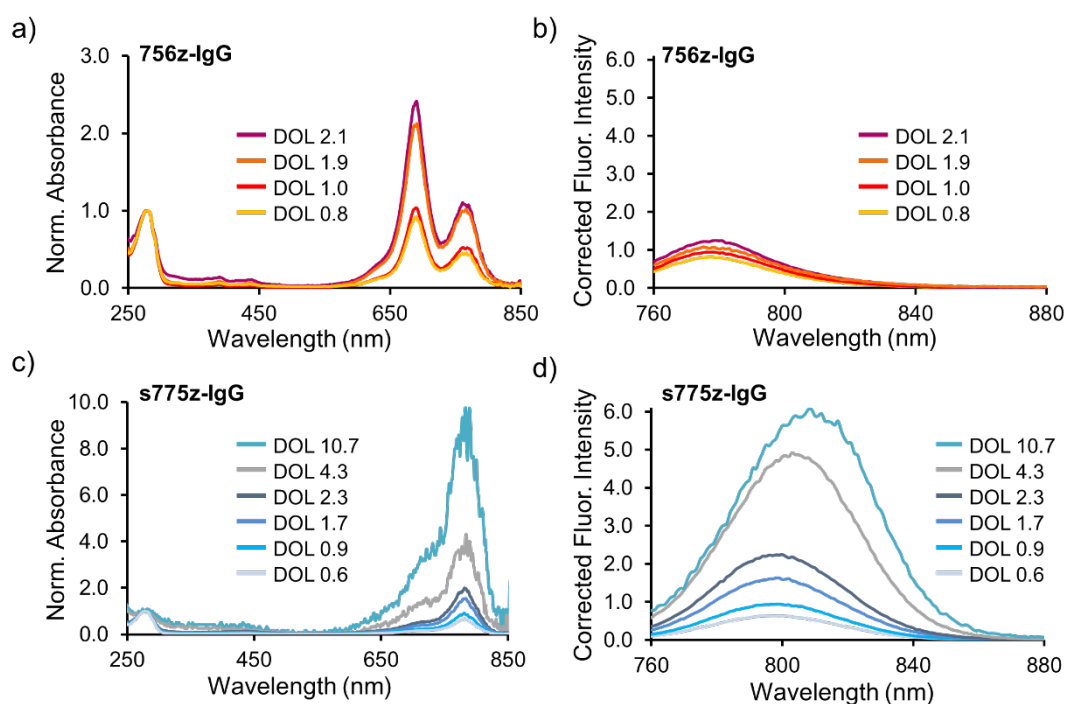 a)
756z-IgG
Norm. Absorbance
3.0
2.0
1.0
0.0
DOL 2.1
DOL 1.9
DOL 1.0
DOL 0.8
250 450 650 850
Wavelength (nm)
b)
756z-IgG
Corrected Fluor. Intensity
6.0
5.0
4.0
3.0
2.0
1.0
0.0
DOL 2.1
DOL 1.9
DOL 1.0
DOL 0.8
760 800 840 880
Wavelength (nm)
c)
s775z-IgG
Norm. Absorbance
10.0
8.0
6.0
4.0
2.0
0.0
DOL 10.7
DOL 4.3
DOL 2.3
DOL 1.7
DOL 0.9
DOL 0.6
250 450 650 850
Wavelength (nm)
d)
s775z-IgG
Corrected Fluor. Intensity
6.0
5.0
4.0
3.0
2.0
1.0
0.0
DOL 10.7
DOL 4.3
DOL 2.3
DOL 1.7
DOL 0.9
DOL 0.6
760 800 840 880
Wavelength (nm)